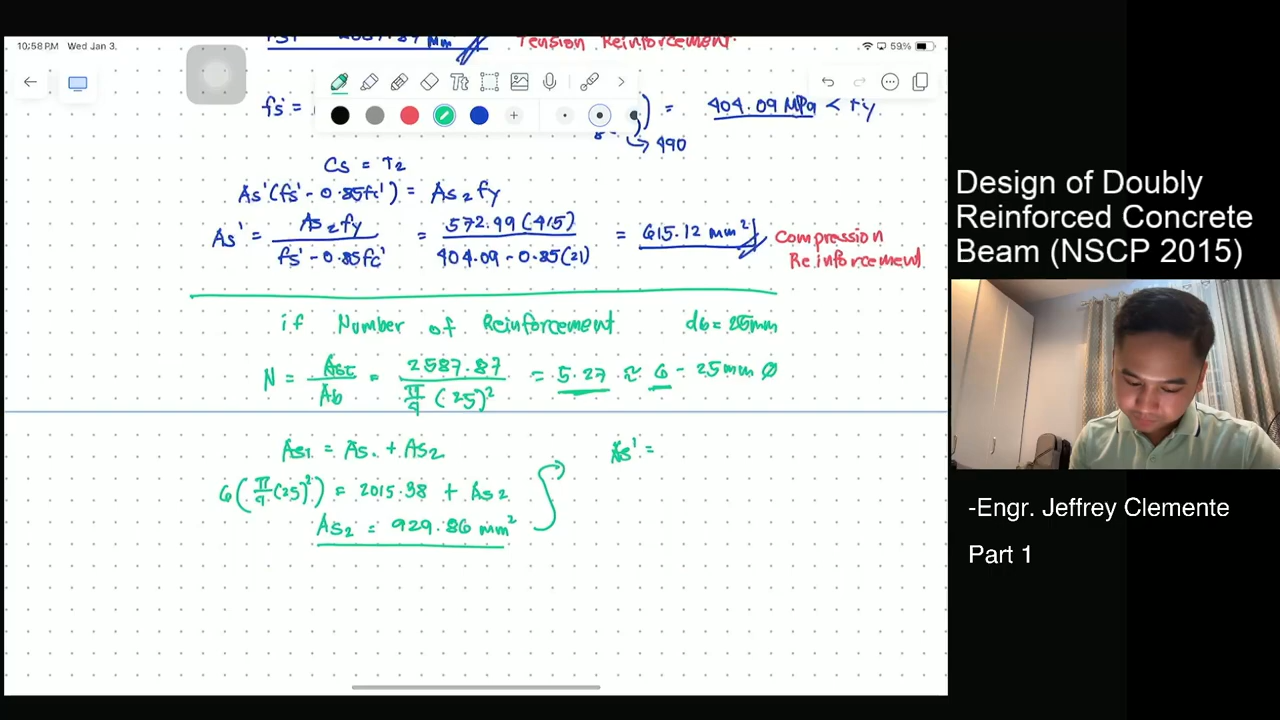 10:58 PM Wed Jan 3.
59%
Tension Reinforcement
Tt
fs' =
= 404.09 MPa < fy
490
Cs = T2
As'(fs' - 0.85fc') = As2 fy
As' = As2 fy / fs' - 0.85fc' = 572.99 (415) / 404.09 - 0.85(21) = 615.12 mm²
Compression
Reinforcement
if Number of Reinforcement db = 25mm
N = Ast / Ab = 2587.87 / π/4 (25)² = 5.27 ≈ 6 - 25mm Ø
As1 = As1 + As2
As' =
6(π/4(25)²) = 2015.38 + As2
As2 = 929.86 mm²
Design of Doubly
Reinforced Concrete
Beam (NSCP 2015)
-Engr. Jeffrey Clemente
Part 1